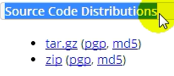 Source Code Distributions
tar.gz (pgp, md5)
zip (pgp, md5)